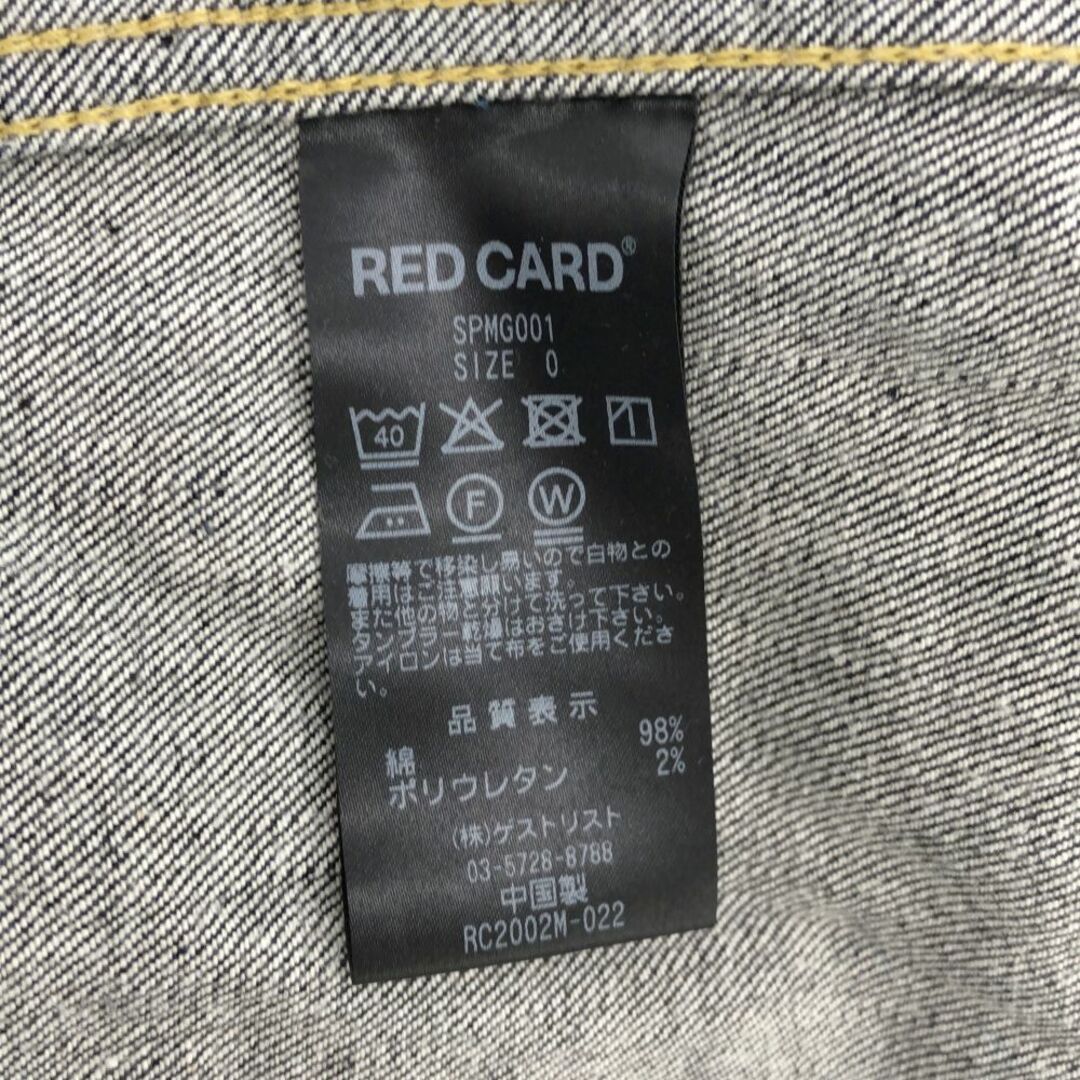 RED CARD®
SPMG001
SIZE 0
40
F W
摩擦等で移染し易いので白物との
着用はご注意願います。
また他の物と分けて洗って下さい。
タンブラー乾燥はおさけ下さい。
アイロンは当て布をご使用くださ
い。
品質表示
綿 98%
ポリウレタン 2%
(株)ゲストリスト
03-5728-8788
中国製
RC2002M-022